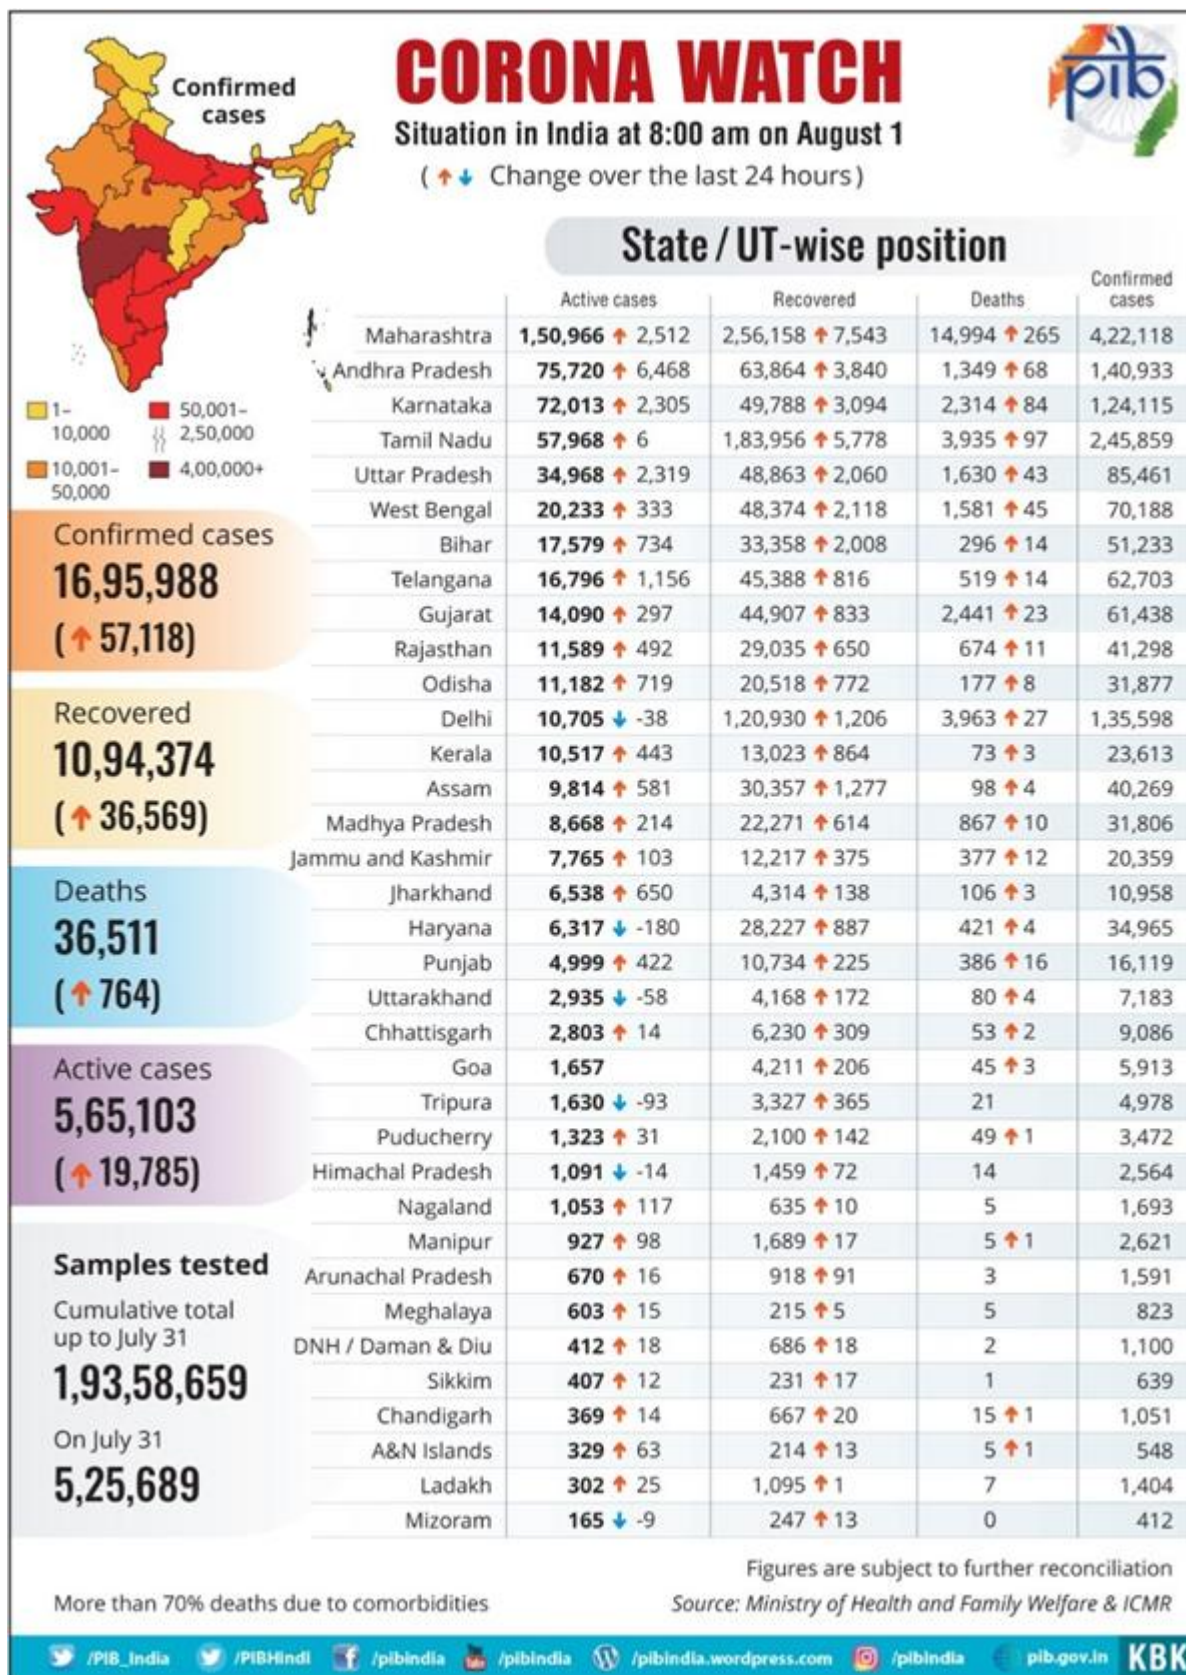 Confirmed
cases
CORONA WATCH
Situation in India at 8:00 am on August 1
( ↑ ↓ Change over the last 24 hours )
pib
State / UT-wise position
Active cases Recovered Deaths Confirmed cases
Maharashtra 1,50,966 ↑ 2,512 2,56,158 ↑ 7,543 14,994 ↑ 265 4,22,118
Andhra Pradesh 75,720 ↑ 6,468 63,864 ↑ 3,840 1,349 ↑ 68 1,40,933
Karnataka 72,013 ↑ 2,305 49,788 ↑ 3,094 2,314 ↑ 84 1,24,115
Tamil Nadu 57,968 ↑ 6 1,83,956 ↑ 5,778 3,935 ↑ 97 2,45,859
Uttar Pradesh 34,968 ↑ 2,319 48,863 ↑ 2,060 1,630 ↑ 43 85,461
West Bengal 20,233 ↑ 333 48,374 ↑ 2,118 1,581 ↑ 45 70,188
Bihar 17,579 ↑ 734 33,358 ↑ 2,008 296 ↑ 14 51,233
Telangana 16,796 ↑ 1,156 45,388 ↑ 816 519 ↑ 14 62,703
Gujarat 14,090 ↑ 297 44,907 ↑ 833 2,441 ↑ 23 61,438
Rajasthan 11,589 ↑ 492 29,035 ↑ 650 674 ↑ 11 41,298
Odisha 11,182 ↑ 719 20,518 ↑ 772 177 ↑ 8 31,877
Delhi 10,705 ↓ -38 1,20,930 ↑ 1,206 3,963 ↑ 27 1,35,598
Kerala 10,517 ↑ 443 13,023 ↑ 864 73 ↑ 3 23,613
Assam 9,814 ↑ 581 30,357 ↑ 1,277 98 ↑ 4 40,269
Madhya Pradesh 8,668 ↑ 214 22,271 ↑ 614 867 ↑ 10 31,806
Jammu and Kashmir 7,765 ↑ 103 12,217 ↑ 375 377 ↑ 12 20,359
Jharkhand 6,538 ↑ 650 4,314 ↑ 138 106 ↑ 3 10,958
Haryana 6,317 ↓ -180 28,227 ↑ 887 421 ↑ 4 34,965
Punjab 4,999 ↑ 422 10,734 ↑ 225 386 ↑ 16 16,119
Uttarakhand 2,935 ↓ -58 4,168 ↑ 172 80 ↑ 4 7,183
Chhattisgarh 2,803 ↑ 14 6,230 ↑ 309 53 ↑ 2 9,086
Goa 1,657 4,211 ↑ 206 45 ↑ 3 5,913
Tripura 1,630 ↓ -93 3,327 ↑ 365 21 4,978
Puducherry 1,323 ↑ 31 2,100 ↑ 142 49 ↑ 1 3,472
Himachal Pradesh 1,091 ↓ -14 1,459 ↑ 72 14 2,564
Nagaland 1,053 ↑ 117 635 ↑ 10 5 1,693
Manipur 927 ↑ 98 1,689 ↑ 17 5 ↑ 1 2,621
Arunachal Pradesh 670 ↑ 16 918 ↑ 91 3 1,591
Meghalaya 603 ↑ 15 215 ↑ 5 5 823
DNH / Daman & Diu 412 ↑ 18 686 ↑ 18 2 1,100
Sikkim 407 ↑ 12 231 ↑ 17 1 639
Chandigarh 369 ↑ 14 667 ↑ 20 15 ↑ 1 1,051
A&N Islands 329 ↑ 63 214 ↑ 13 5 ↑ 1 548
Ladakh 302 ↑ 25 1,095 ↑ 1 7 1,404
Mizoram 165 ↓ -9 247 ↑ 13 0 412
1–
10,000
50,001–
2,50,000
10,001–
50,000
4,00,000+
Confirmed cases
16,95,988
(↑ 57,118)
Recovered
10,94,374
(↑ 36,569)
Deaths
36,511
(↑ 764)
Active cases
5,65,103
(↑ 19,785)
Samples tested
Cumulative total
up to July 31
1,93,58,659
On July 31
5,25,689
Figures are subject to further reconciliation
More than 70% deaths due to comorbidities
Source: Ministry of Health and Family Welfare & ICMR
/PIB_India /PIBHindi /pibindia /pibindia /pibindia.wordpress.com /pibindia pib.gov.in KBK